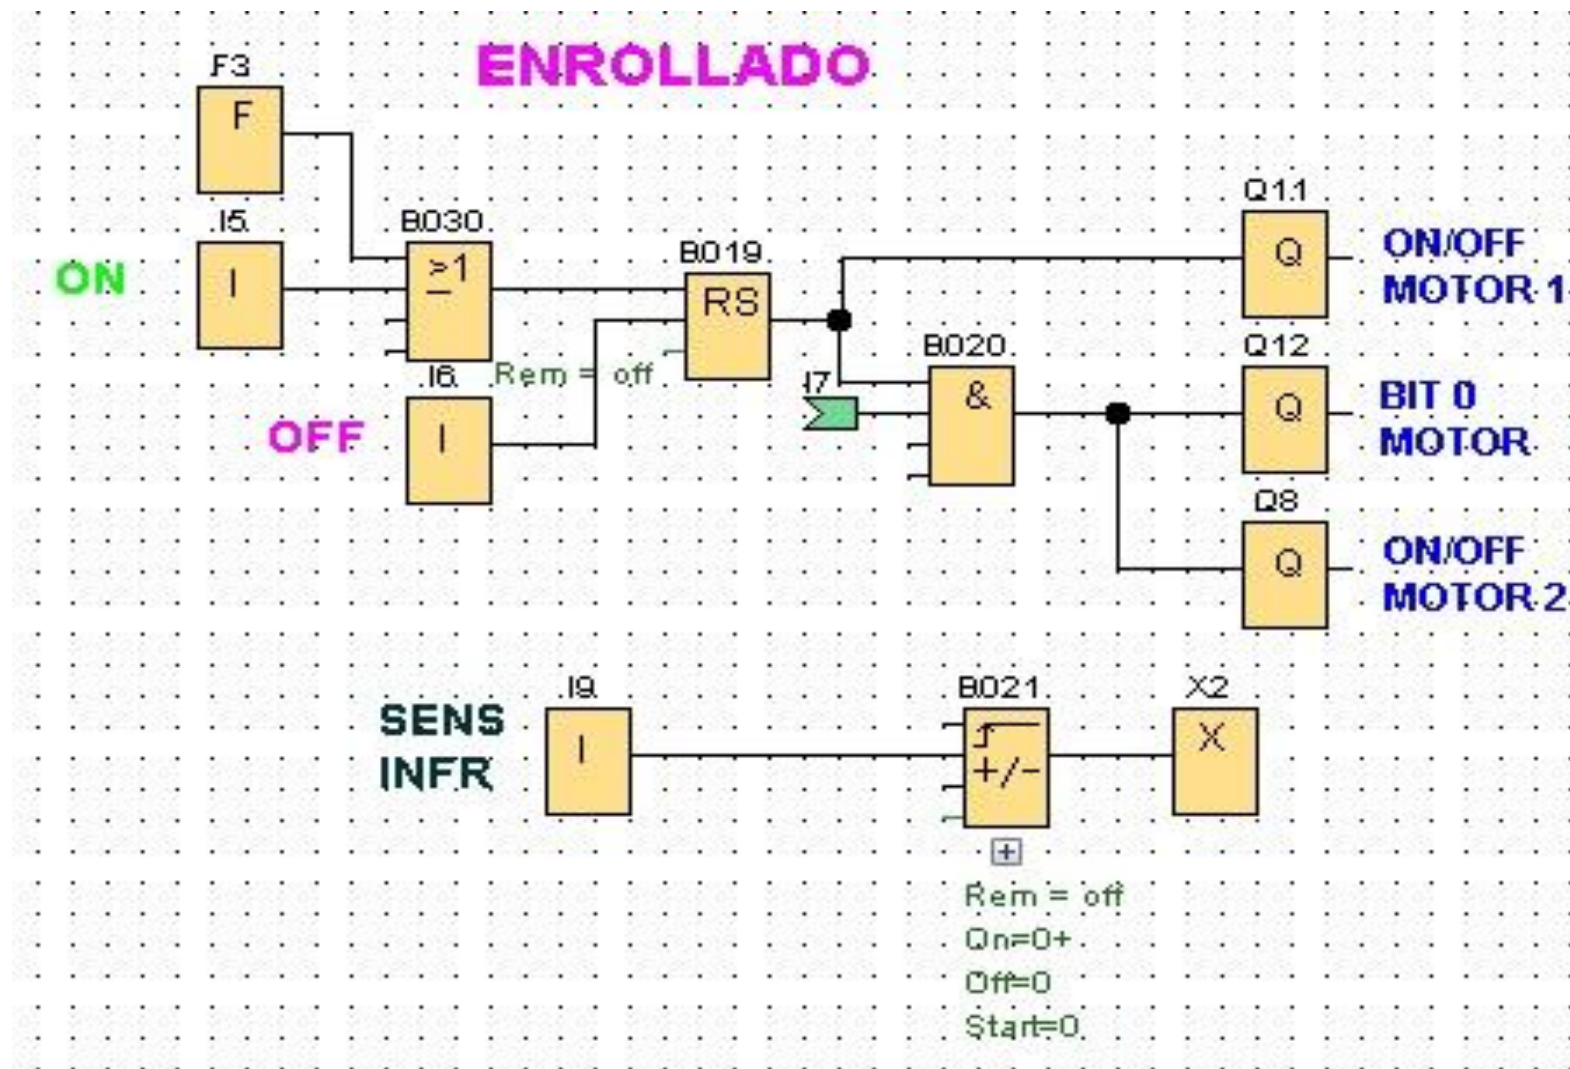 ENROLLADO
F3
F
I5
ON
I
B030
≥1
B019
RS
Rem = off
I6
OFF
I
I7
B020
&
Q11
Q
ON/OFF
MOTOR 1
Q12
Q
BIT 0
MOTOR
Q8
Q
ON/OFF
MOTOR 2
I9
SENS
INFR
I
B021
+/-
X2
X
+
Rem = off
On=0+
Off=0
Start=0